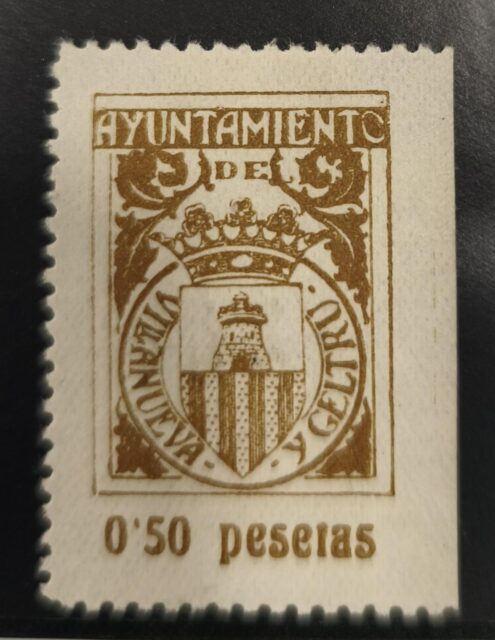 AYUNTAMIENTO
DE
VILANUEVA · Y GELTRU ·
0'50 pesetas